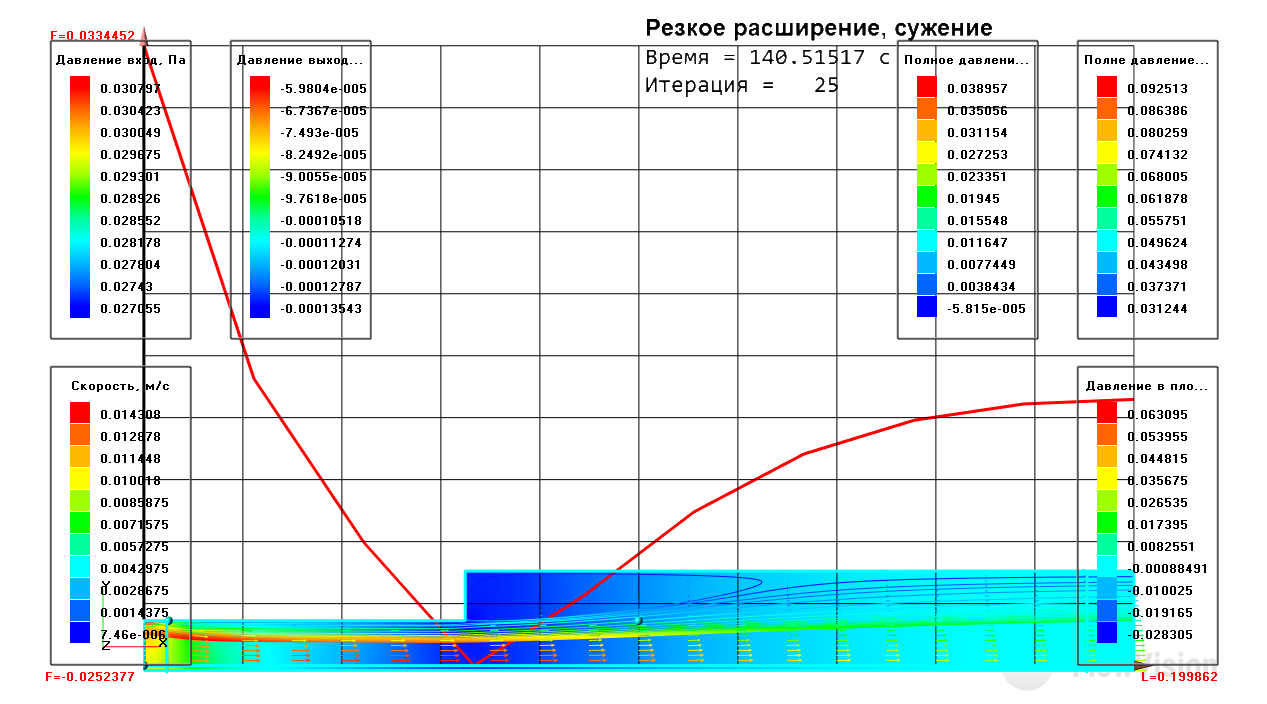 Резкое расширение, сужение
Время = 140.51517 с
Итерация = 25
F=0.0334452
Давление вход, Па
0.030797
0.030423
0.030049
0.029675
0.029301
0.028926
0.028552
0.028178
0.027804
0.02743
0.027055
Давление выход...
-5.9804e-005
-6.7367e-005
-7.493e-005
-8.2492e-005
-9.0055e-005
-9.7618e-005
-0.00010518
-0.00011274
-0.00012031
-0.00012787
-0.00013543
Полное давлени...
0.038957
0.035056
0.031154
0.027253
0.023351
0.01945
0.015548
0.011647
0.0077449
0.0038434
-5.815e-005
Полне давление...
0.092513
0.086386
0.080259
0.074132
0.068005
0.061878
0.055751
0.049624
0.043498
0.037371
0.031244
Скорость, м/с
0.014308
0.012878
0.011448
0.010018
0.0085875
0.0071575
0.0057275
0.0042975
0.0028675
0.0014375
7.46e-006
Y
Z
X
Давление в пло...
0.063095
0.053955
0.044815
0.035675
0.026535
0.017395
0.0082551
-0.00088491
-0.010025
-0.019165
-0.028305
F=-0.0252377
FlowVision
L=0.199862